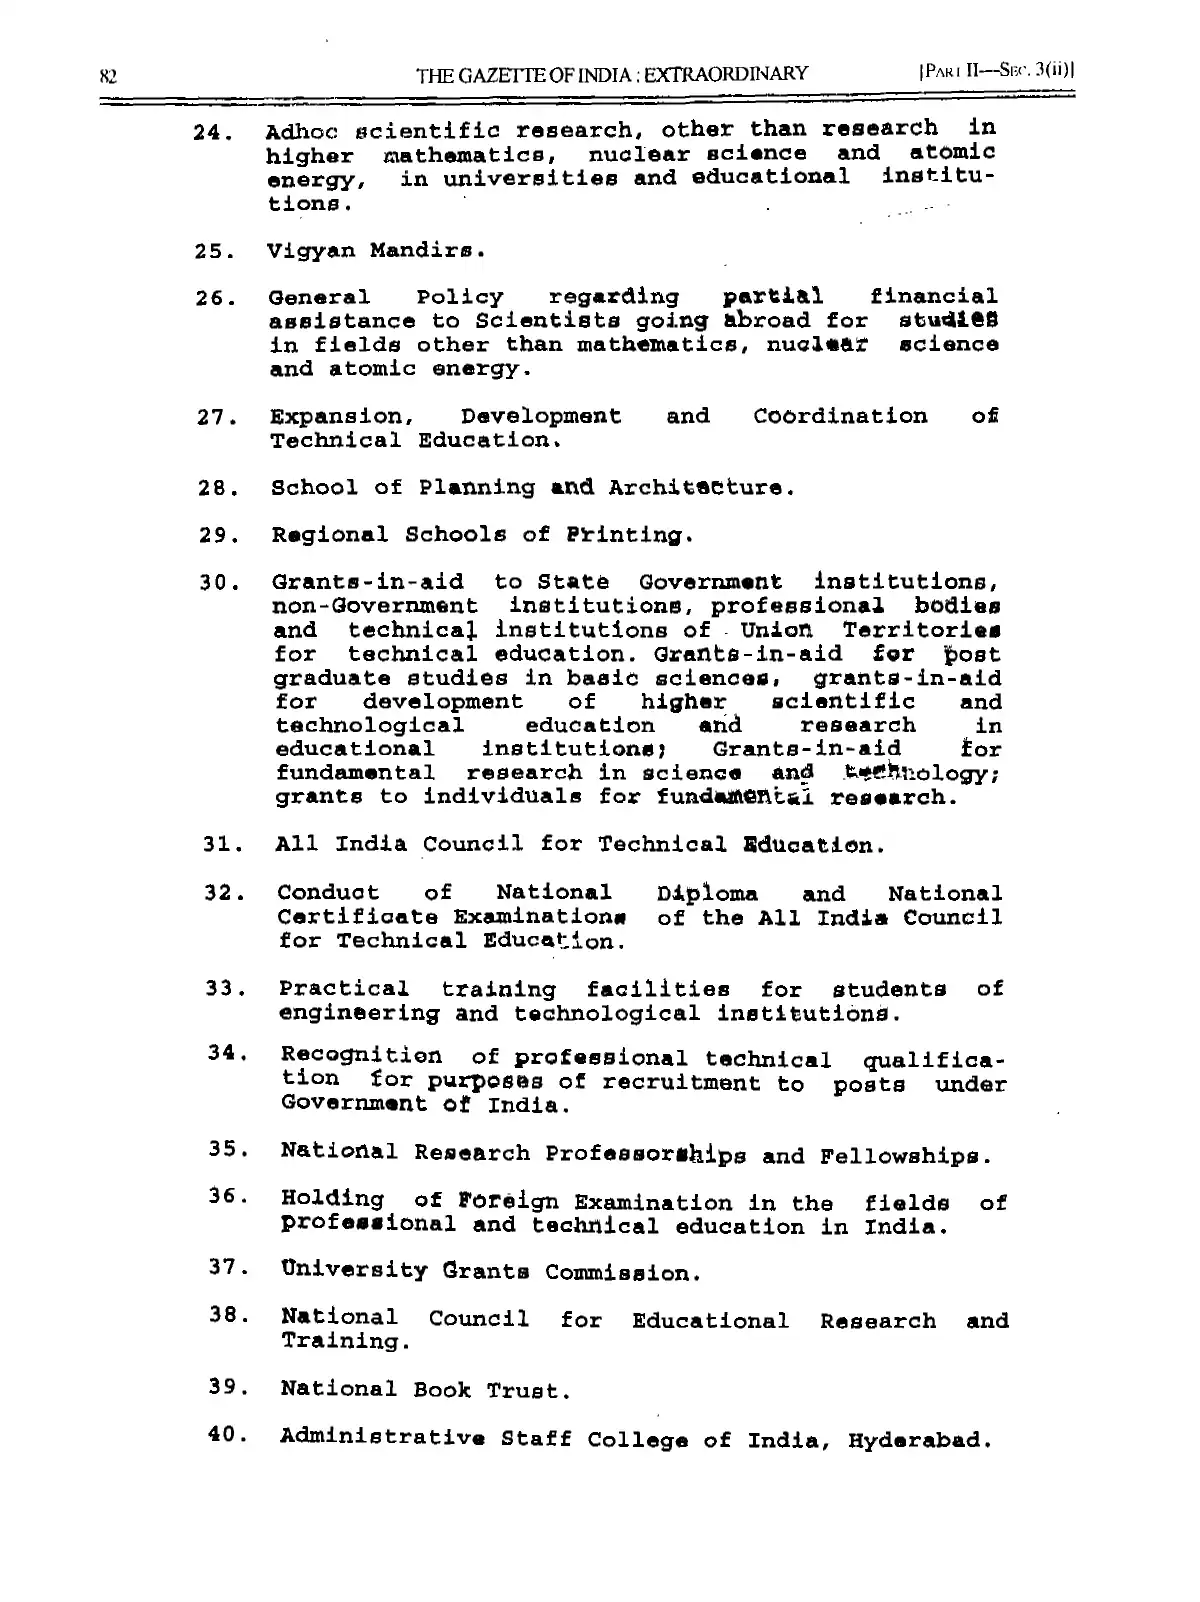 82 THE GAZETTE OF INDIA : EXTRAORDINARY [PART II—SEC. 3(ii)]
24. Adhoc scientific research, other than research in
higher mathematics, nuclear science and atomic
energy, in universities and educational institu-
tions.
25. Vigyan Mandirs.
26. General Policy regarding partial financial
assistance to Scientists going abroad for studies
in fields other than mathematics, nuclear science
and atomic energy.
27. Expansion, Development and Coordination of
Technical Education.
28. School of Planning and Architecture.
29. Regional Schools of Printing.
30. Grants-in-aid to State Government institutions,
non-Government institutions, professional bodies
and technical institutions of Union Territories
for technical education. Grants-in-aid for post
graduate studies in basic sciences, grants-in-aid
for development of higher scientific and
technological education and research in
educational institutions; Grants-in-aid for
fundamental research in science and technology;
grants to individuals for fundamental research.
31. All India Council for Technical Education.
32. Conduct of National Diploma and National
Certificate Examinations of the All India Council
for Technical Education.
33. Practical training facilities for students of
engineering and technological institutions.
34. Recognition of professional technical qualifica-
tion for purposes of recruitment to posts under
Government of India.
35. National Research Professorships and Fellowships.
36. Holding of Foreign Examination in the fields of
professional and technical education in India.
37. University Grants Commission.
38. National Council for Educational Research and
Training.
39. National Book Trust.
40. Administrative Staff College of India, Hyderabad.